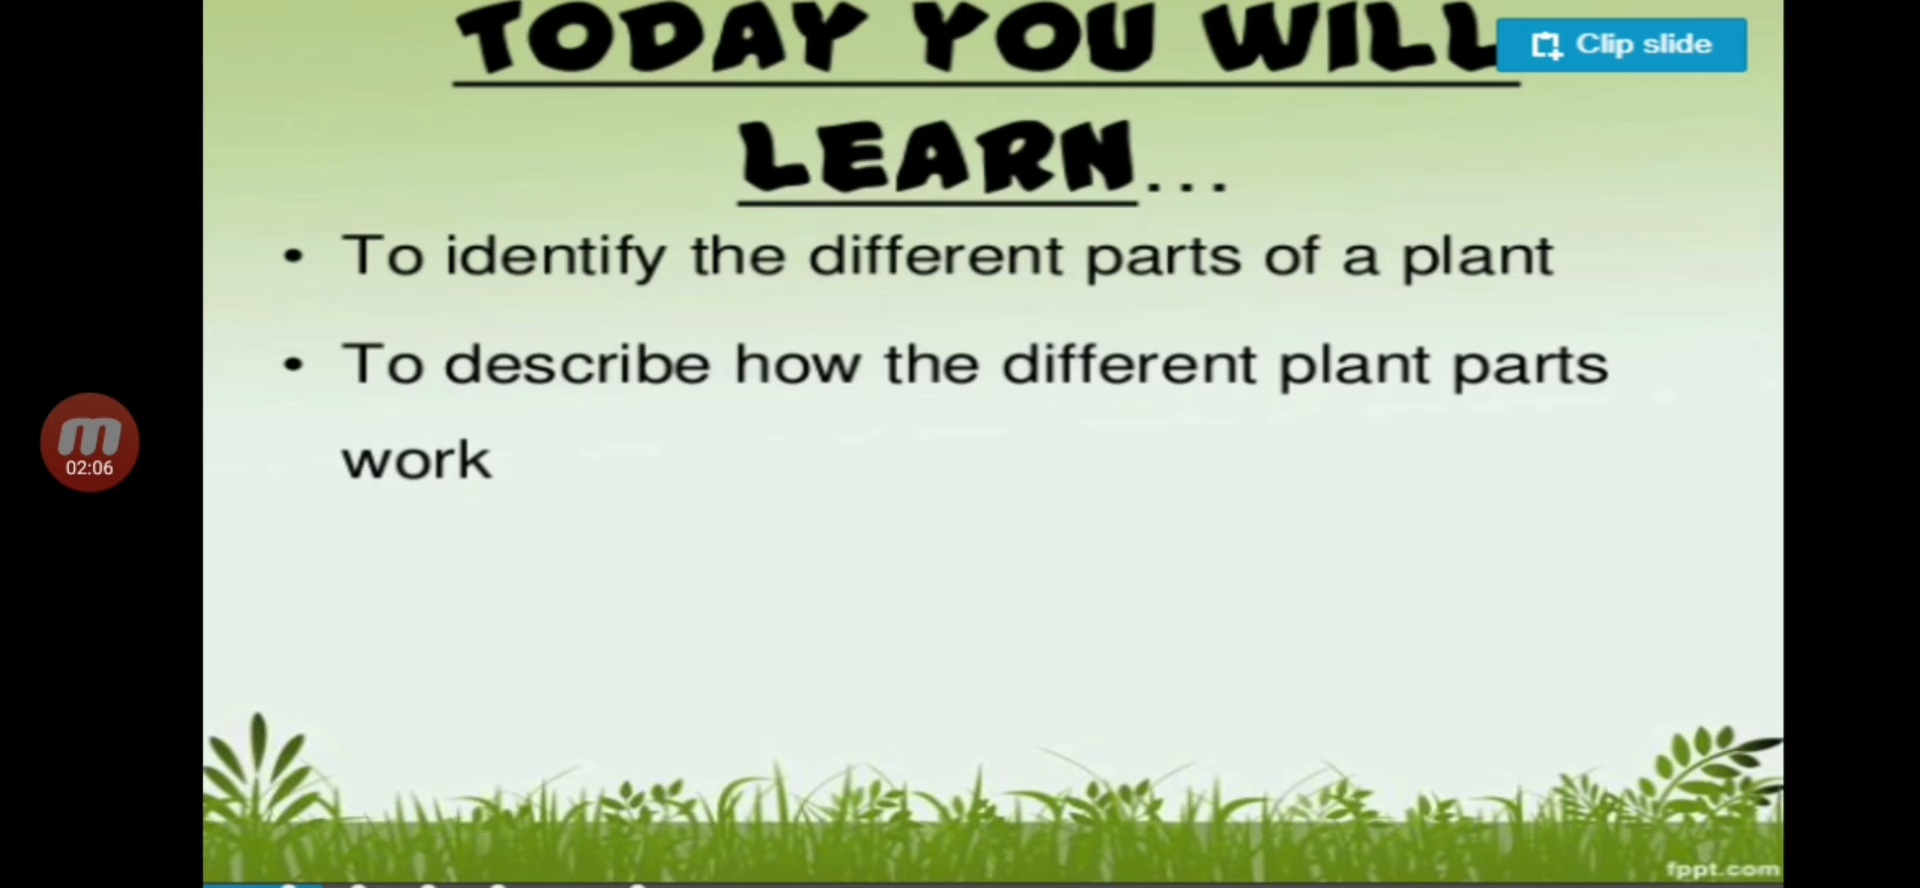 TODAY YOU WILL
Clip slide
LEARN...
• To identify the different parts of a plant
• To describe how the different plant parts
work
m
02:06
fppt.com